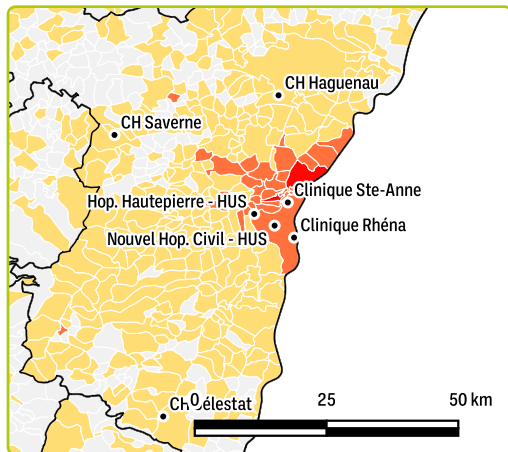 CH Haguenau
CH Saverne
Clinique Ste-Anne
Hop. Hautepierre - HUS
Clinique Rhéna
Nouvel Hop. Civil - HUS
0 25 50 km